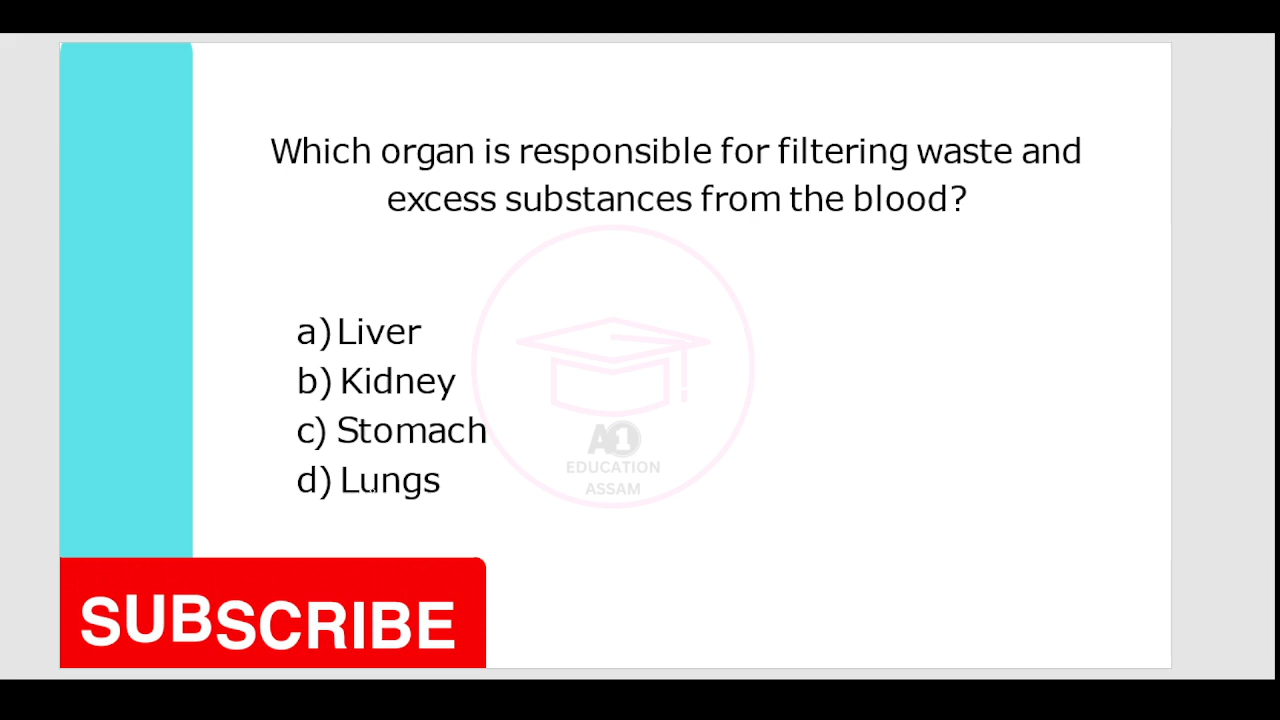 Which organ is responsible for filtering waste and
excess substances from the blood?
a) Liver
b) Kidney
c) Stomach
d) Lungs
A1
EDUCATION
ASSAM
SUBSCRIBE